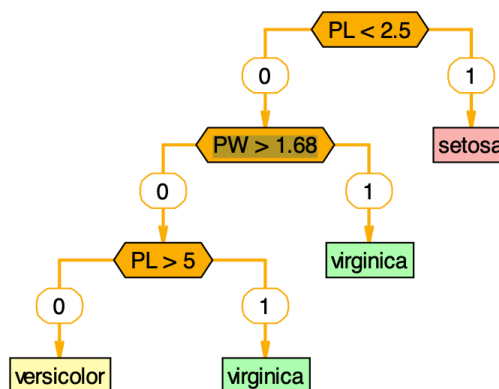 PL < 2.5
0
1
PW > 1.68
setosa
0
1
PL > 5
virginica
0
1
versicolor
virginica